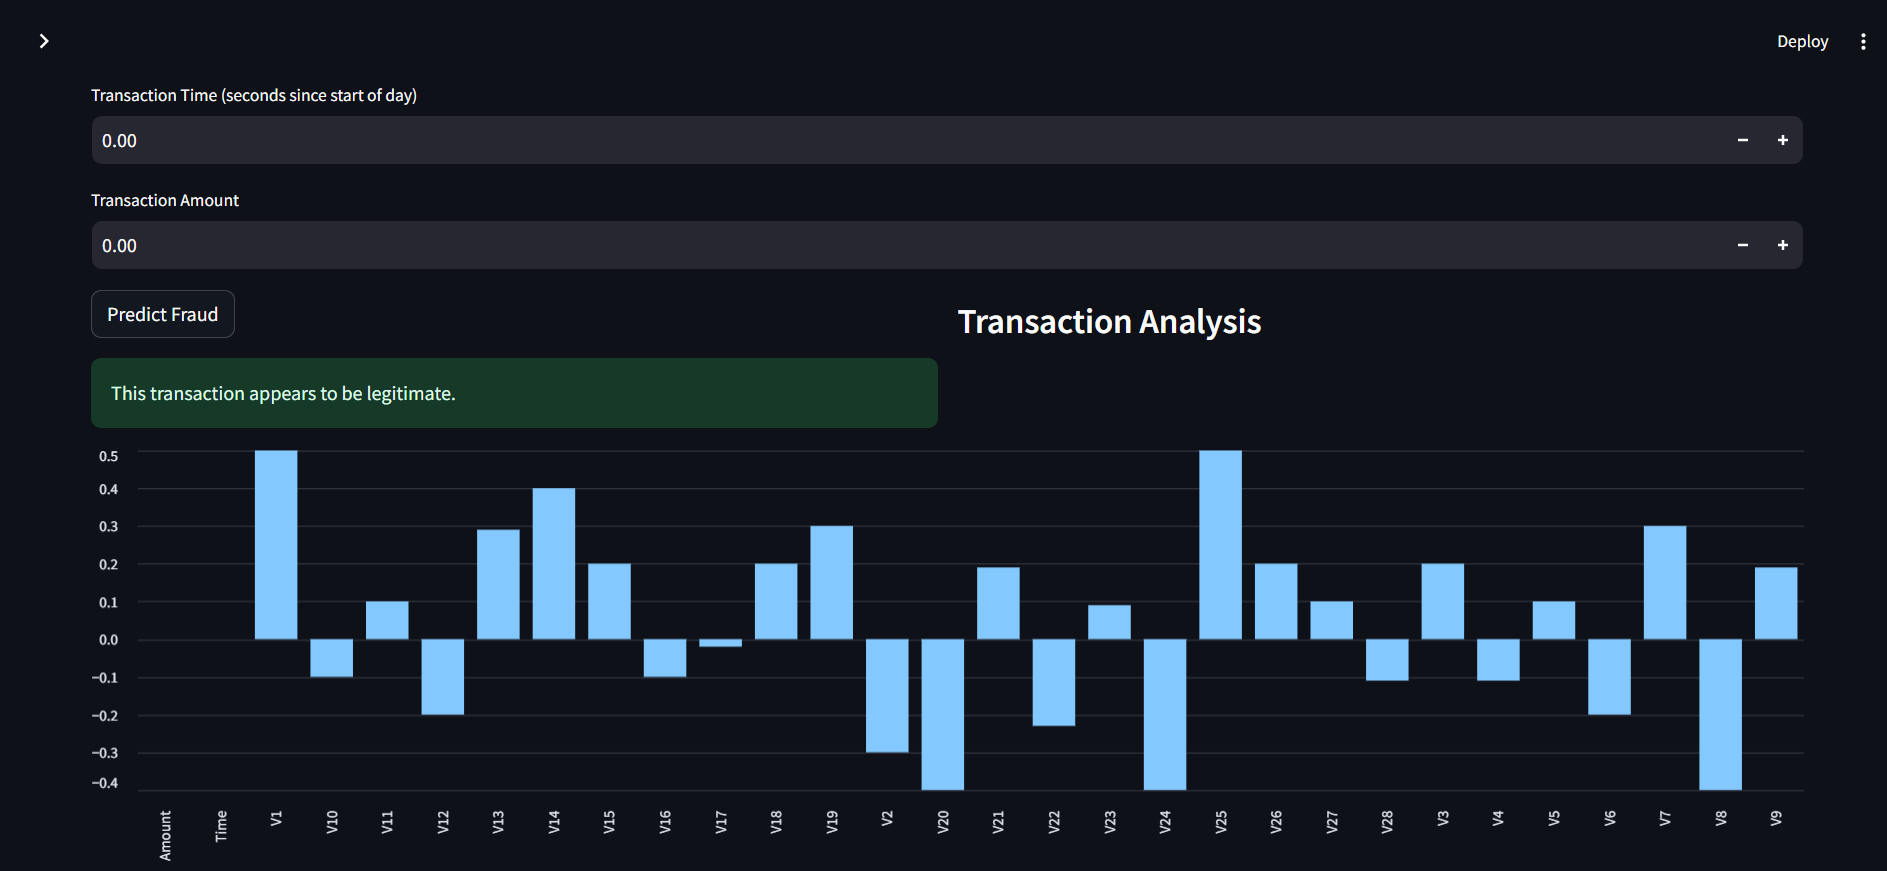 Deploy
Transaction Time (seconds since start of day)
0.00
Transaction Amount
0.00
Predict Fraud
Transaction Analysis
This transaction appears to be legitimate.
0.5
0.4
0.3
0.2
0.1
0.0
−0.1
−0.2
−0.3
−0.4
Amount
Time
V1
V10
V11
V12
V13
V14
V15
V16
V17
V18
V19
V2
V20
V21
V22
V23
V24
V25
V26
V27
V28
V3
V4
V5
V6
V7
V8
V9